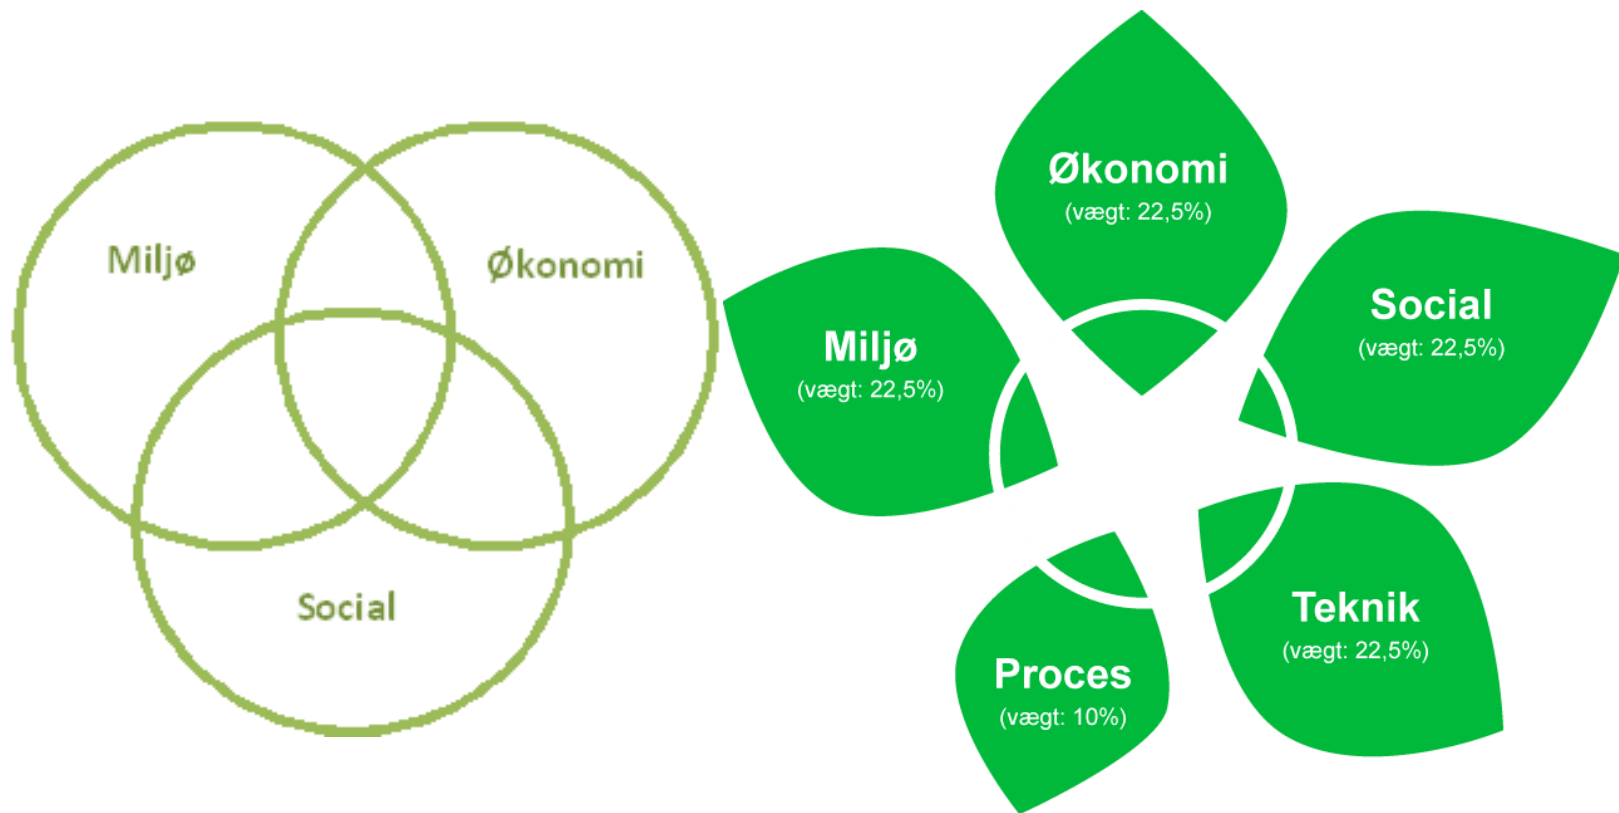 Miljø
Økonomi
Social
Økonomi
(vægt: 22,5%)
Social
(vægt: 22,5%)
Miljø
(vægt: 22,5%)
Teknik
(vægt: 22,5%)
Proces
(vægt: 10%)